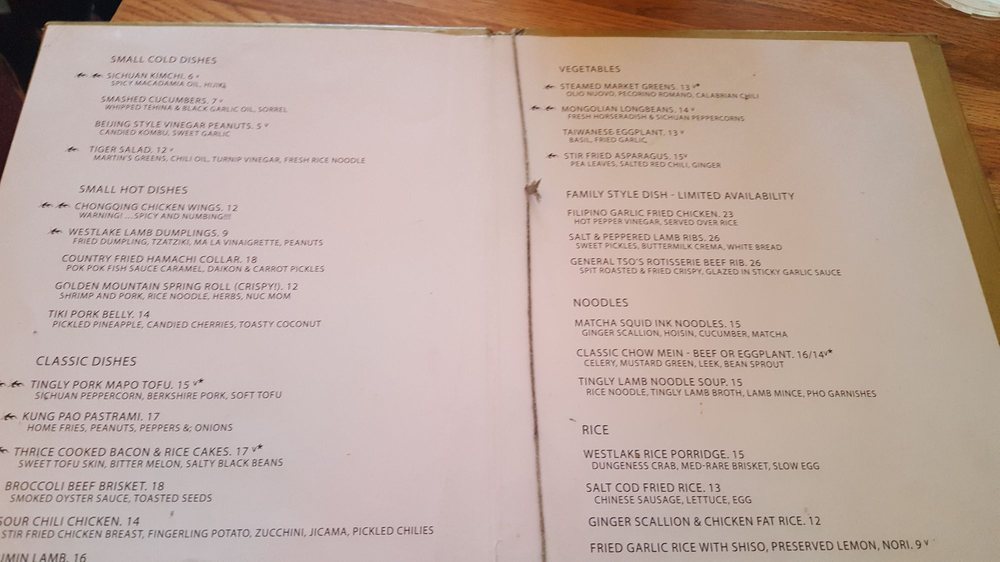 SMALL COLD DISHES
SICHUAN KIMCHI. 6 v
SPICY MACADAMIA OIL, HIJIKI
SMASHED CUCUMBERS. 7 v
WHIPPED TEHINA & BLACK GARLIC OIL, SORREL
BEIJING STYLE VINEGAR PEANUTS. 5 v
CANDIED KOMBU, SWEET GARLIC
TIGER SALAD. 12 v
MARTIN'S GREENS, CHILI OIL, TURNIP VINEGAR, FRESH RICE NOODLE
SMALL HOT DISHES
CHONGQING CHICKEN WINGS. 12
WARNING! ...SPICY AND NUMBING!!!
WESTLAKE LAMB DUMPLINGS. 9
FRIED DUMPLING, TZATZIKI, MA LA VINAIGRETTE, PEANUTS
COUNTRY FRIED HAMACHI COLLAR. 18
POK POK FISH SAUCE CARAMEL, DAIKON & CARROT PICKLES
GOLDEN MOUNTAIN SPRING ROLL (CRISPY!). 12
SHRIMP AND PORK, RICE NOODLE, HERBS, NUC MOM
TIKI PORK BELLY. 14
PICKLED PINEAPPLE, CANDIED CHERRIES, TOASTY COCONUT
CLASSIC DISHES
TINGLY PORK MAPO TOFU. 15 v*
SICHUAN PEPPERCORN, BERKSHIRE PORK, SOFT TOFU
KUNG PAO PASTRAMI. 17
HOME FRIES, PEANUTS, PEPPERS &; ONIONS
THRICE COOKED BACON & RICE CAKES. 17 v*
SWEET TOFU SKIN, BITTER MELON, SALTY BLACK BEANS
BROCCOLI BEEF BRISKET. 18
SMOKED OYSTER SAUCE, TOASTED SEEDS
SOUR CHILI CHICKEN. 14
STIR FRIED CHICKEN BREAST, FINGERLING POTATO, ZUCCHINI, JICAMA, PICKLED CHILIES
UMIN LAMB. 16
VEGETABLES
STEAMED MARKET GREENS. 13 v*
OLIO NUOVO, PECORINO ROMANO, CALABRIAN CHILI
MONGOLIAN LONGBEANS. 14 v
FRESH HORSERADISH & SICHUAN PEPPERCORNS
TAIWANESE EGGPLANT. 13 v
BASIL, FRIED GARLIC
STIR FRIED ASPARAGUS. 15v
PEA LEAVES, SALTED RED CHILI, GINGER
FAMILY STYLE DISH - LIMITED AVAILABILITY
FILIPINO GARLIC FRIED CHICKEN. 23
HOT PEPPER VINEGAR, SERVED OVER RICE
SALT & PEPPERED LAMB RIBS. 26
SWEET PICKLES, BUTTERMILK CREMA, WHITE BREAD
GENERAL TSO'S ROTISSERIE BEEF RIB. 26
SPIT ROASTED & FRIED CRISPY, GLAZED IN STICKY GARLIC SAUCE
NOODLES
MATCHA SQUID INK NOODLES. 15
GINGER SCALLION, HOISIN, CUCUMBER, MATCHA
CLASSIC CHOW MEIN - BEEF OR EGGPLANT. 16/14v*
CELERY, MUSTARD GREEN, LEEK, BEAN SPROUT
TINGLY LAMB NOODLE SOUP. 15
RICE NOODLE, TINGLY LAMB BROTH, LAMB MINCE, PHO GARNISHES
RICE
WESTLAKE RICE PORRIDGE. 15
DUNGENESS CRAB, MED-RARE BRISKET, SLOW EGG
SALT COD FRIED RICE. 13
CHINESE SAUSAGE, LETTUCE, EGG
GINGER SCALLION & CHICKEN FAT RICE. 12
FRIED GARLIC RICE WITH SHISO, PRESERVED LEMON, NORI. 9 v